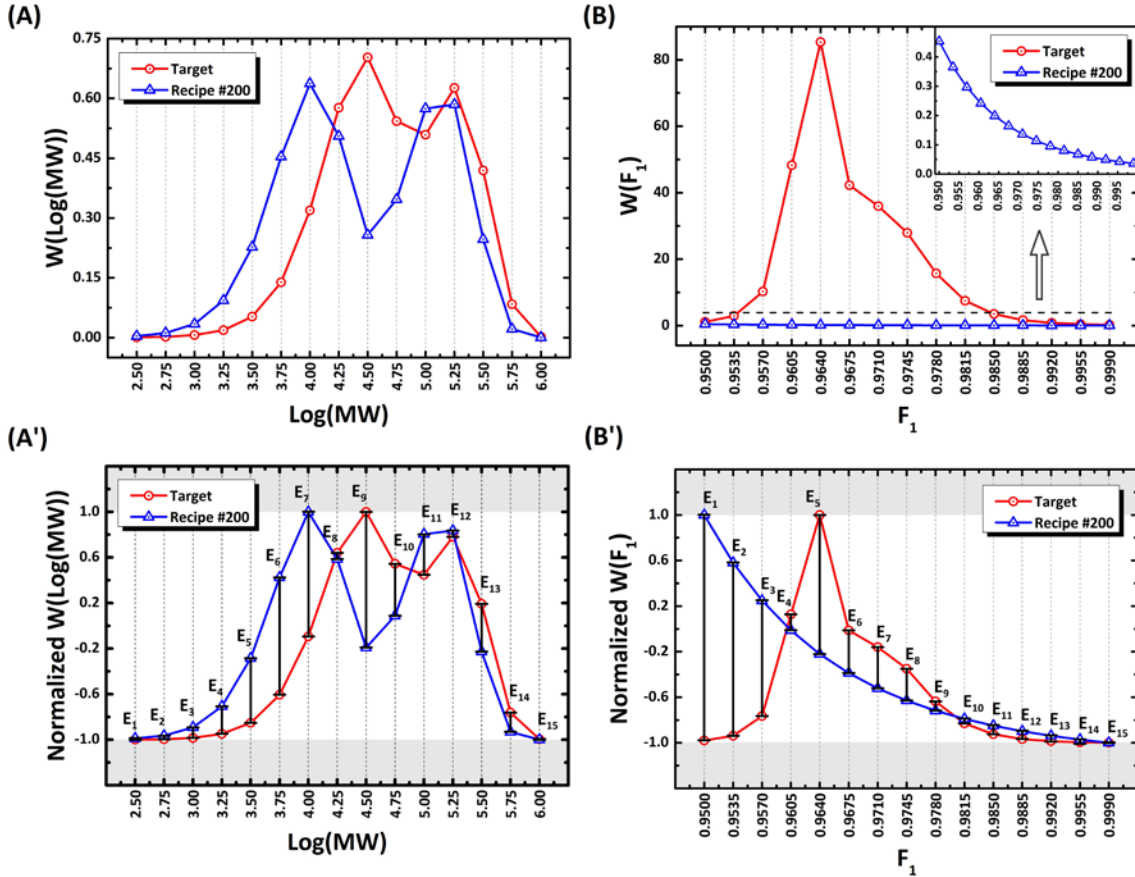 (A)
0.75
0.60
0.45
0.30
0.15
0.00
W(Log(MW))
Target
Recipe #200
2.50 2.75 3.00 3.25 3.50 3.75 4.00 4.25 4.50 4.75 5.00 5.25 5.50 5.75 6.00
Log(MW)
(B)
80
60
40
20
0
W(F1)
Target
Recipe #200
0.9500 0.9535 0.9570 0.9605 0.9640 0.9675 0.9710 0.9745 0.9780 0.9815 0.9850 0.9885 0.9920 0.9955 0.9990
F1
0.5
0.4
0.3
0.2
0.1
0.0
Target
Recipe #200
0.950 0.955 0.960 0.965 0.970 0.975 0.980 0.985 0.990 0.995
(A')
1.0
0.6
0.2
-0.2
-0.6
-1.0
Normalized W(Log(MW))
Target
Recipe #200
E1 E2 E3 E4 E5 E6 E7 E8 E9 E10 E11 E12 E13 E14 E15
2.50 2.75 3.00 3.25 3.50 3.75 4.00 4.25 4.50 4.75 5.00 5.25 5.50 5.75 6.00
Log(MW)
(B')
1.0
0.6
0.2
-0.2
-0.6
-1.0
Normalized W(F1)
Target
Recipe #200
E1 E2 E3 E4 E5 E6 E7 E8 E9 E10 E11 E12 E13 E14 E15
0.9500 0.9535 0.9570 0.9605 0.9640 0.9675 0.9710 0.9745 0.9780 0.9815 0.9850 0.9885 0.9920 0.9955 0.9990
F1